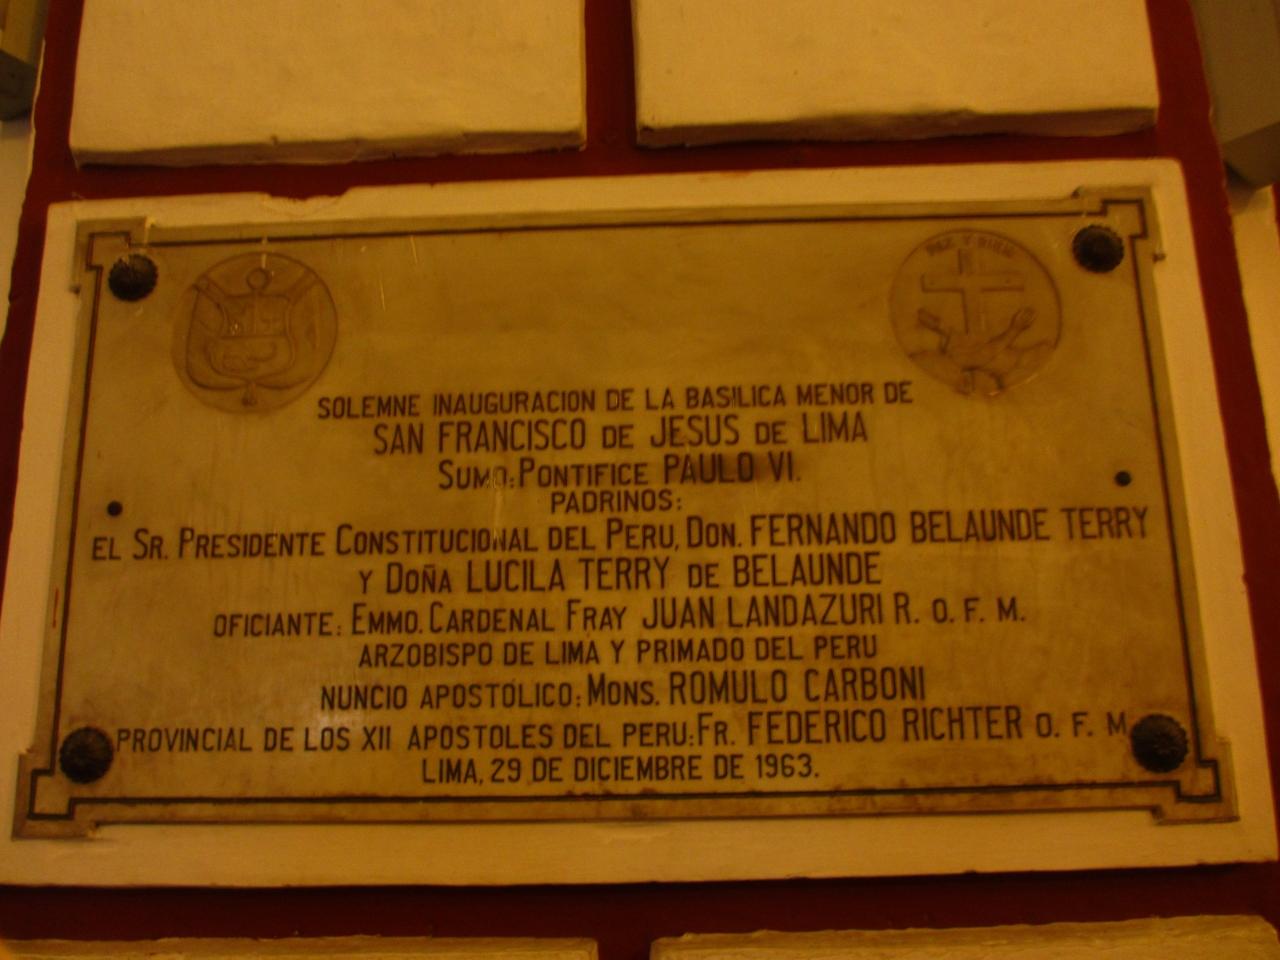 PAZ Y BIEN
SOLEMNE INAUGURACION DE LA BASILICA MENOR DE
SAN FRANCISCO DE JESUS DE LIMA
SUMO: PONTIFICE PAULO VI.
PADRINOS:
EL SR. PRESIDENTE CONSTITUCIONAL DEL PERU, DON. FERNANDO BELAUNDE TERRY
Y DOÑA LUCILA TERRY DE BELAUNDE
OFICIANTE: EMMO. CARDENAL FRAY JUAN LANDAZURI R. O. F. M.
ARZOBISPO DE LIMA Y PRIMADO DEL PERU
NUNCIO APOSTOLICO: MONS. ROMULO CARBONI
PROVINCIAL DE LOS XII APOSTOLES DEL PERU: FR. FEDERICO RICHTER O. F. M
LIMA, 29 DE DICIEMBRE DE 1963.